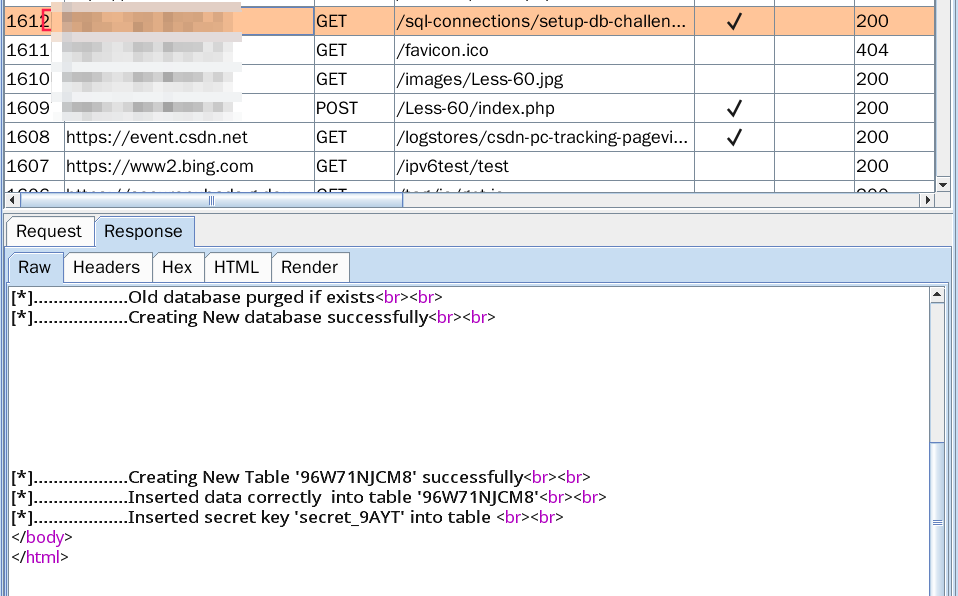 1612 GET /sql-connections/setup-db-challen... ✓ 200
1611 GET /favicon.ico 404
1610 GET /images/Less-60.jpg 200
1609 POST /Less-60/index.php ✓ 200
1608 https://event.csdn.net GET /logstores/csdn-pc-tracking-pagevi... ✓ 200
1607 https://www2.bing.com GET /ipv6test/test 200
Request Response
Raw Headers Hex HTML Render
[*]...................Old database purged if exists<br><br>
[*]...................Creating New database successfully<br><br>
[*]...................Creating New Table '96W71NJCM8' successfully<br><br>
[*]...................Inserted data correctly  into table '96W71NJCM8'<br><br>
[*]...................Inserted secret key 'secret_9AYT' into table <br><br>
</body>
</html>